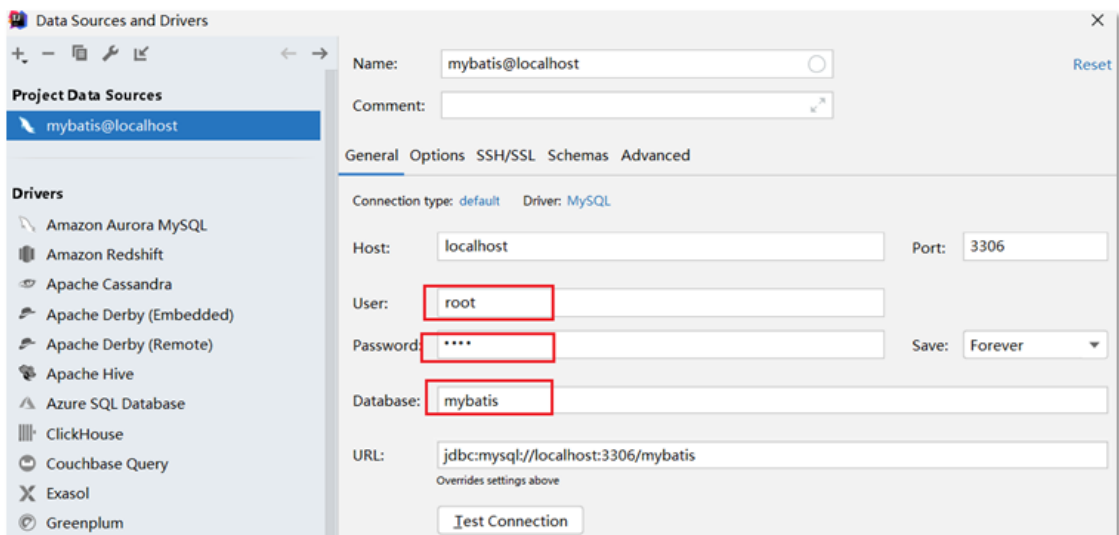 Data Sources and Drivers
Project Data Sources
mybatis@localhost
Drivers
Amazon Aurora MySQL
Amazon Redshift
Apache Cassandra
Apache Derby (Embedded)
Apache Derby (Remote)
Apache Hive
Azure SQL Database
ClickHouse
Couchbase Query
Exasol
Greenplum
Name: mybatis@localhost Reset
Comment:
General Options SSH/SSL Schemas Advanced
Connection type: default Driver: MySQL
Host: localhost Port: 3306
User: root
Password: •••• Save: Forever
Database: mybatis
URL: jdbc:mysql://localhost:3306/mybatis
Overrides settings above
Test Connection